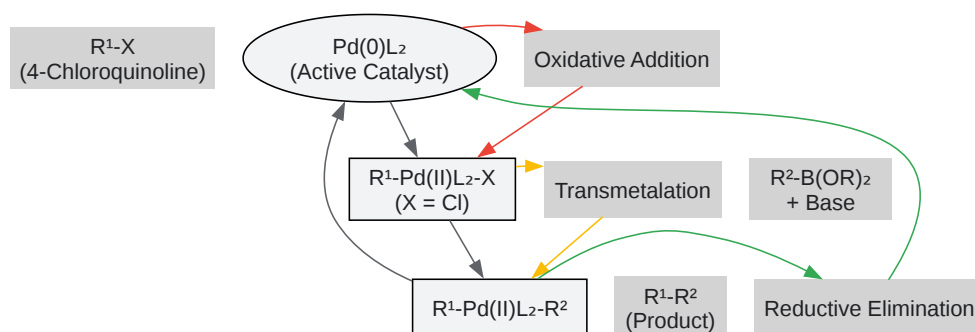 R¹-X
(4-Chloroquinoline)
Pd(0)L₂
(Active Catalyst)
Oxidative Addition
R¹-Pd(II)L₂-X
(X = Cl)
Transmetalation
R²-B(OR)₂
+ Base
R¹-Pd(II)L₂-R²
R¹-R²
(Product)
Reductive Elimination